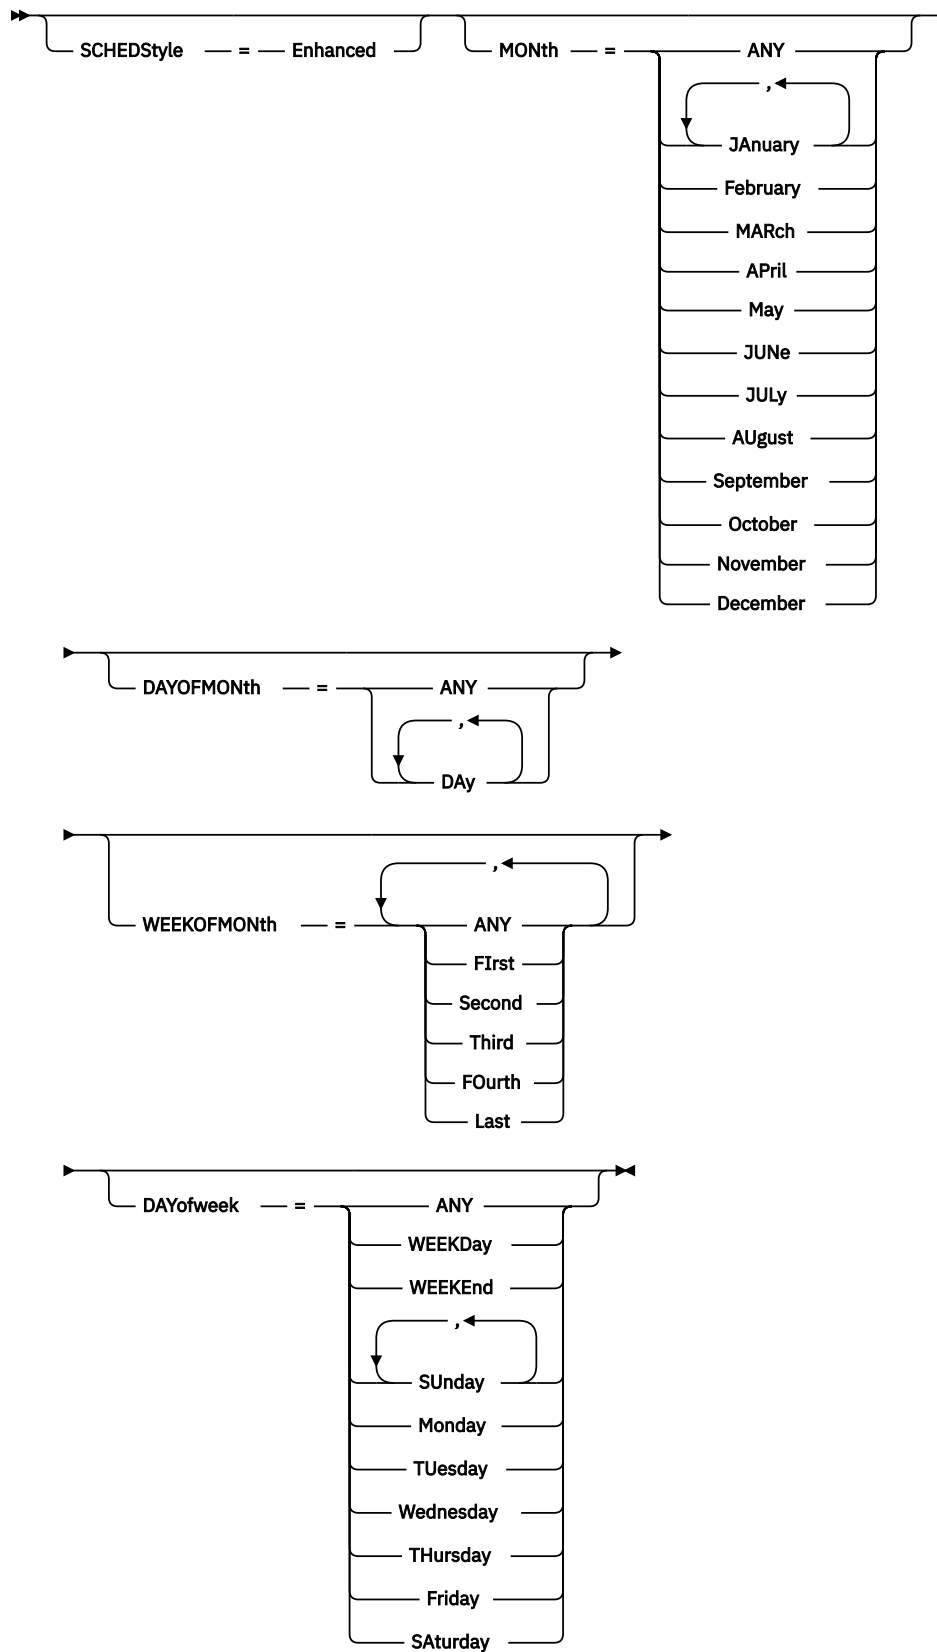 SCHEDStyle = Enhanced MONth = ANY
,
JAnuary
February
MARch
APril
May
JUNe
JULy
AUgust
September
October
November
December
DAYOFMONth = ANY
,
DAy
,
WEEKOFMONth = ANY
FIrst
Second
Third
FOurth
Last
DAYofweek = ANY
WEEKDay
WEEKEnd
,
SUnday
Monday
TUesday
Wednesday
THursday
Friday
SAturday